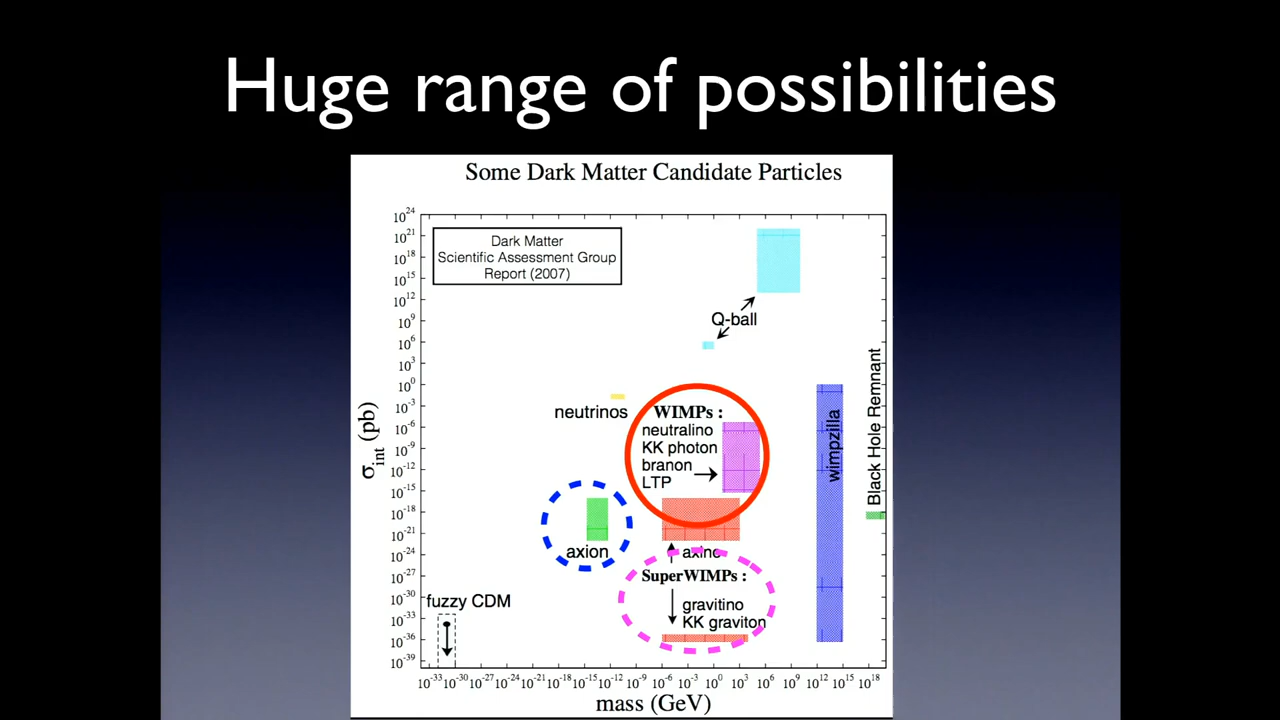 Huge range of possibilities
Some Dark Matter Candidate Particles
Dark Matter
Scientific Assessment Group
Report (2007)
10^24
10^21
10^18
10^15
10^12
10^9
10^6
10^3
10^0
10^-3
10^-6
10^-9
10^-12
10^-15
10^-18
10^-21
10^-24
10^-27
10^-30
10^-33
10^-36
10^-39
σ_int (pb)
Q-ball
neutrinos
WIMPs :
neutralino
KK photon
branon
LTP
wimpzilla
Black Hole Remnant
axion
axino
SuperWIMPs :
gravitino
KK graviton
fuzzy CDM
10^-33 10^-30 10^-27 10^-24 10^-21 10^-18 10^-15 10^-12 10^-9 10^-6 10^-3 10^0 10^3 10^6 10^9 10^12 10^15 10^18
mass (GeV)